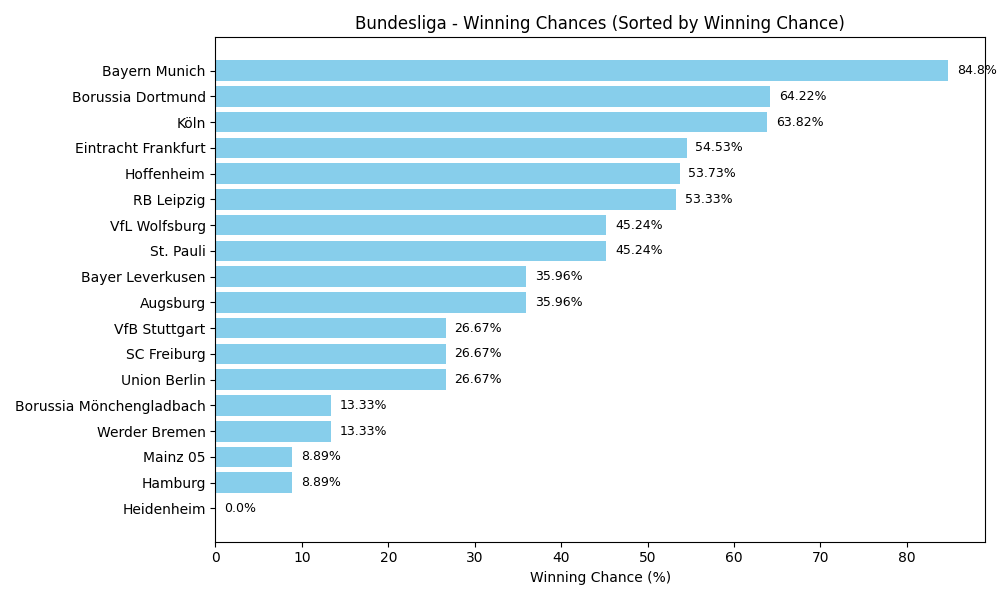 Bundesliga - Winning Chances (Sorted by Winning Chance)
Bayern Munich 84.8%
Borussia Dortmund 64.22%
Köln 63.82%
Eintracht Frankfurt 54.53%
Hoffenheim 53.73%
RB Leipzig 53.33%
VfL Wolfsburg 45.24%
St. Pauli 45.24%
Bayer Leverkusen 35.96%
Augsburg 35.96%
VfB Stuttgart 26.67%
SC Freiburg 26.67%
Union Berlin 26.67%
Borussia Mönchengladbach 13.33%
Werder Bremen 13.33%
Mainz 05 8.89%
Hamburg 8.89%
Heidenheim 0.0%
0 10 20 30 40 50 60 70 80
Winning Chance (%)